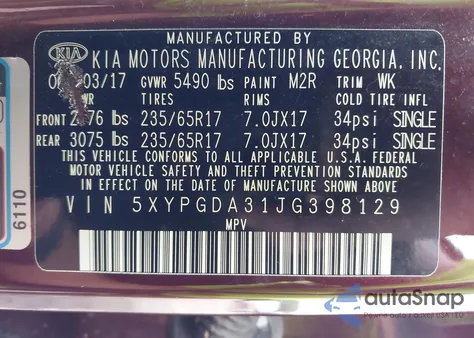 MANUFACTURED BY
KIA KIA MOTORS MANUFACTURING GEORGIA, INC.
03/17 GVWR 5490 lbs PAINT M2R TRIM WK
TIRES RIMS COLD TIRE INFL
FRONT lbs 235/65R17 7.0JX17 34psi SINGLE
REAR 3075 lbs 235/65R17 7.0JX17 34psi SINGLE
THIS VEHICLE CONFORMS TO ALL APPLICABLE U.S.A. FEDERAL
MOTOR VEHICLE SAFETY AND THEFT PREVENTION STANDARDS
IN EFFECT ON THE DATE OF MANUFACTURE SHOWN ABOVE
VIN 5XYPGDA31JG398129
MPV
6110
autoSnap